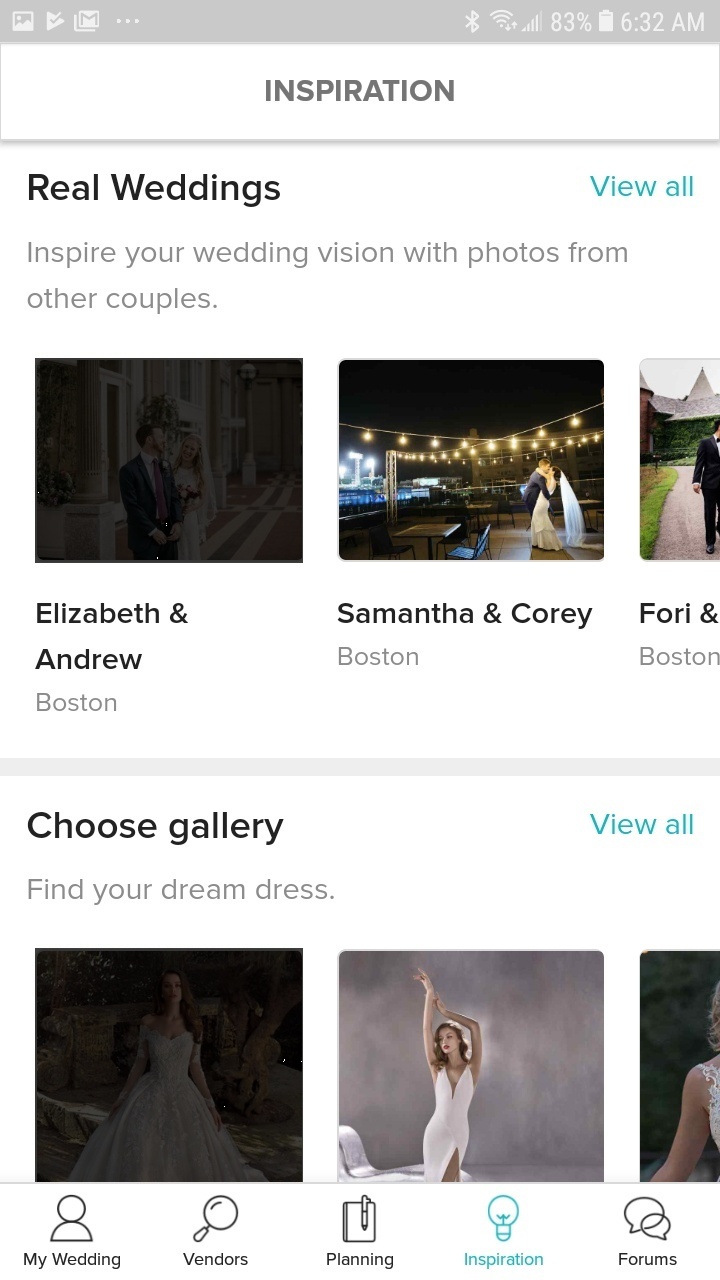 83% 6:32 AM
INSPIRATION
Real Weddings View all
Inspire your wedding vision with photos from
other couples.
Elizabeth &
Andrew
Boston
Samantha & Corey
Boston
Fori &
Boston
Choose gallery View all
Find your dream dress.
My Wedding Vendors Planning Inspiration Forums